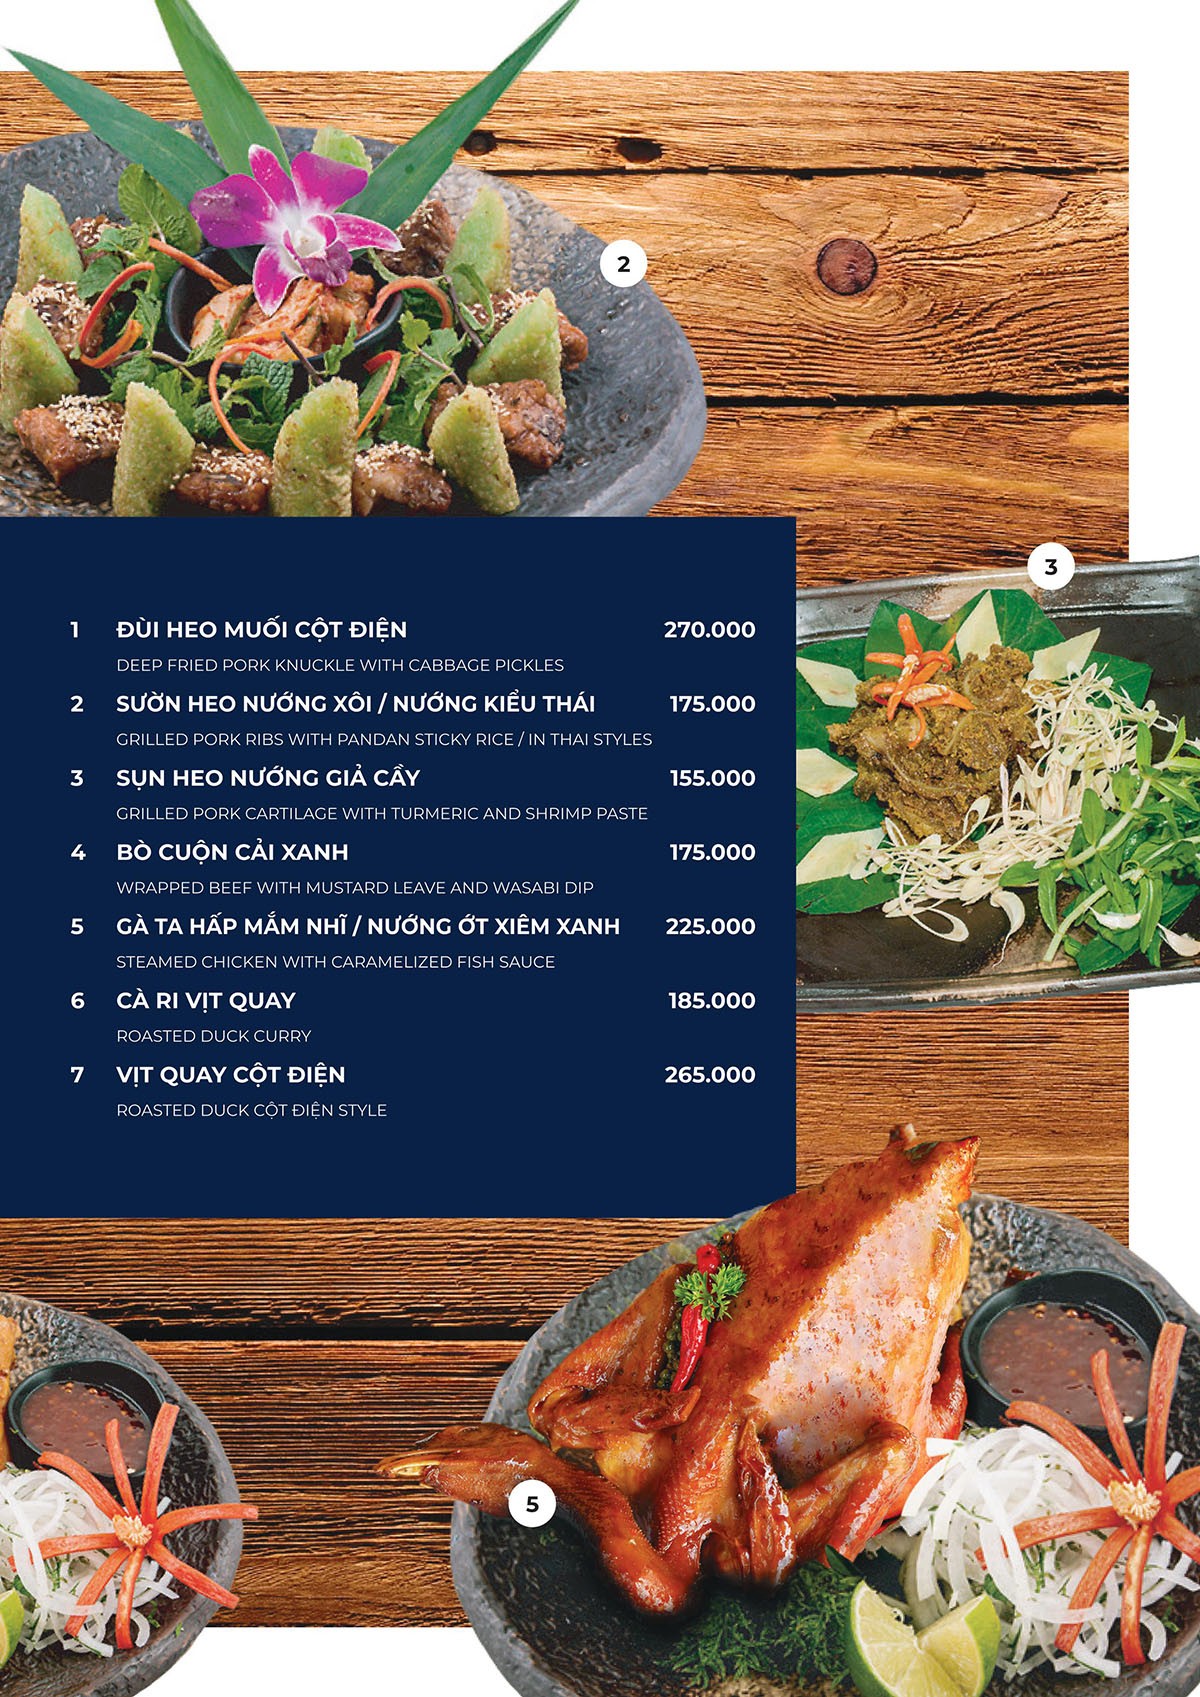 2
3
1 ĐÙI HEO MUỐI CỘT ĐIỆN 270.000
DEEP FRIED PORK KNUCKLE WITH CABBAGE PICKLES
2 SƯỜN HEO NƯỚNG XÔI / NƯỚNG KIỂU THÁI 175.000
GRILLED PORK RIBS WITH PANDAN STICKY RICE / IN THAI STYLES
3 SỤN HEO NƯỚNG GIẢ CẦY 155.000
GRILLED PORK CARTILAGE WITH TURMERIC AND SHRIMP PASTE
4 BÒ CUỘN CẢI XANH 175.000
WRAPPED BEEF WITH MUSTARD LEAVE AND WASABI DIP
5 GÀ TA HẤP MẮM NHĨ / NƯỚNG ỚT XIÊM XANH 225.000
STEAMED CHICKEN WITH CARAMELIZED FISH SAUCE
6 CÀ RI VỊT QUAY 185.000
ROASTED DUCK CURRY
7 VỊT QUAY CỘT ĐIỆN 265.000
ROASTED DUCK CỘT ĐIỆN STYLE
5